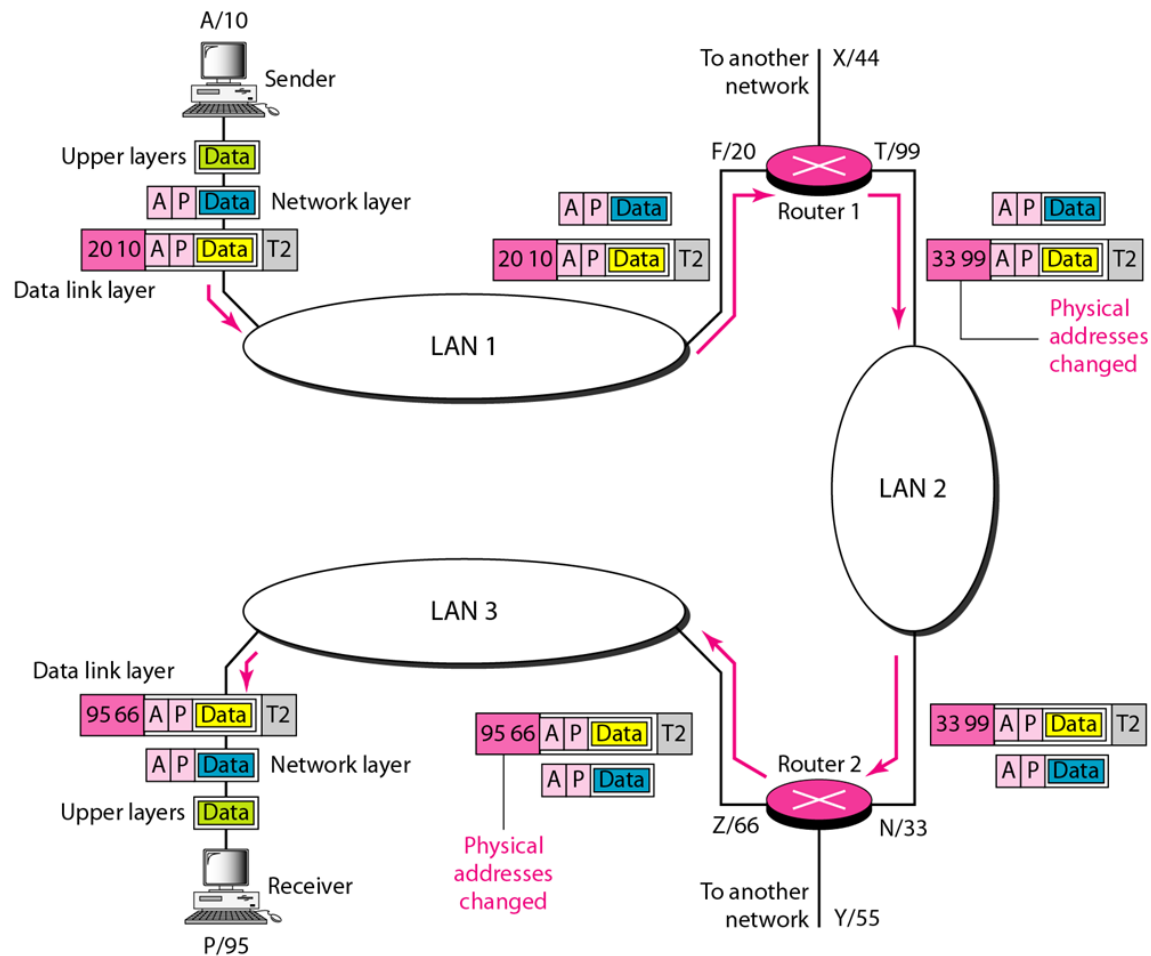 A/10
Sender
To another
network
X/44
Upper layers
Data
F/20
T/99
A P Data
Network layer
Router 1
A P Data
A P Data
20 10 A P Data T2
Data link layer
20 10 A P Data T2
33 99 A P Data T2
Physical
addresses
changed
LAN 1
LAN 2
LAN 3
Data link layer
95 66 A P Data T2
A P Data
Network layer
Upper layers
Data
Receiver
P/95
95 66 A P Data T2
A P Data
Physical
addresses
changed
Router 2
33 99 A P Data T2
A P Data
Z/66
N/33
To another
network
Y/55